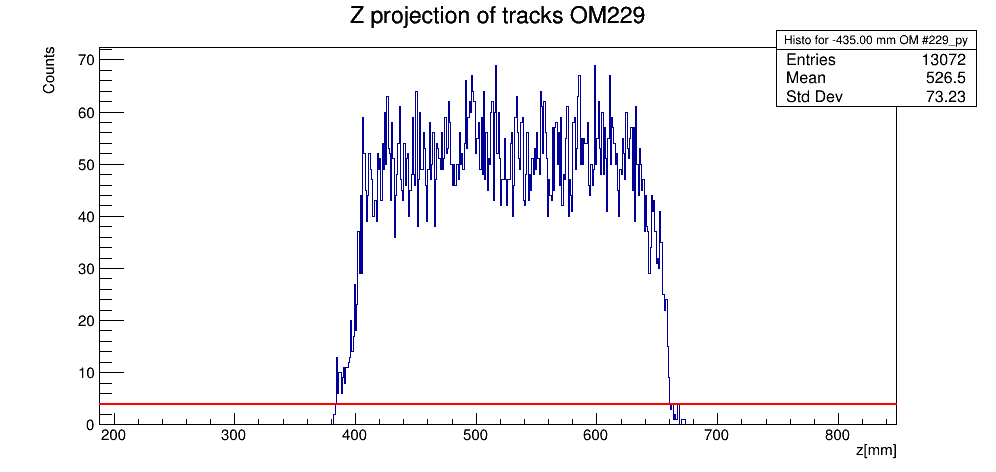 Z projection of tracks OM229
Histo for -435.00 mm OM #229_py
Entries 13072
Mean 526.5
Std Dev 73.23
Counts
70
60
50
40
30
20
10
0
200 300 400 500 600 700 800
z[mm]